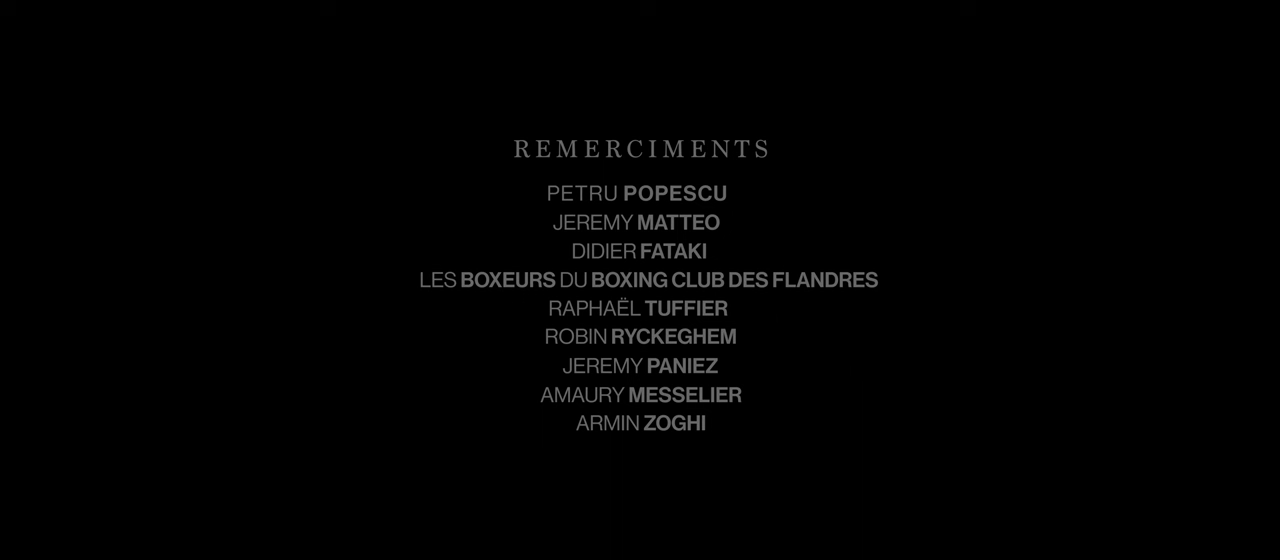 REMERCIMENTS
PETRU POPESCU
JEREMY MATTEO
DIDIER FATAKI
LES BOXEURS DU BOXING CLUB DES FLANDRES
RAPHAËL TUFFIER
ROBIN RYCKEGHEM
JEREMY PANIEZ
AMAURY MESSELIER
ARMIN ZOGHI